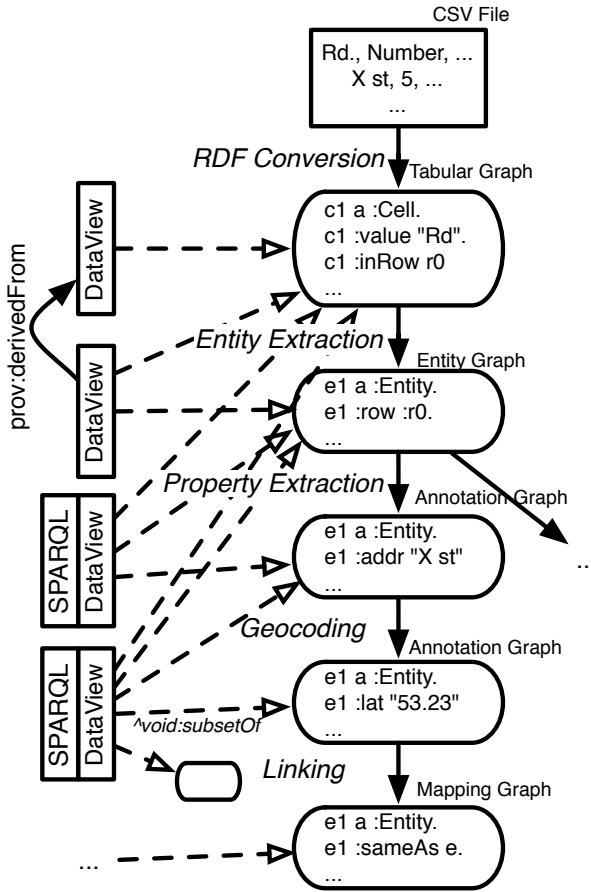 CSV File
Rd., Number, ...
X st, 5, ...
...
RDF Conversion
Tabular Graph
c1 a :Cell.
c1 :value "Rd".
c1 :inRow r0
...
DataView
prov:derivedFrom
Entity Extraction
Entity Graph
DataView
e1 a :Entity.
e1 :row :r0.
...
Property Extraction
Annotation Graph
SPARQL
DataView
e1 a :Entity.
e1 :addr "X st"
...
..
Geocoding
Annotation Graph
SPARQL
DataView
e1 a :Entity.
e1 :lat "53.23"
...
^void:subsetOf
Linking
Mapping Graph
e1 a :Entity.
e1 :sameAs e.
...
...